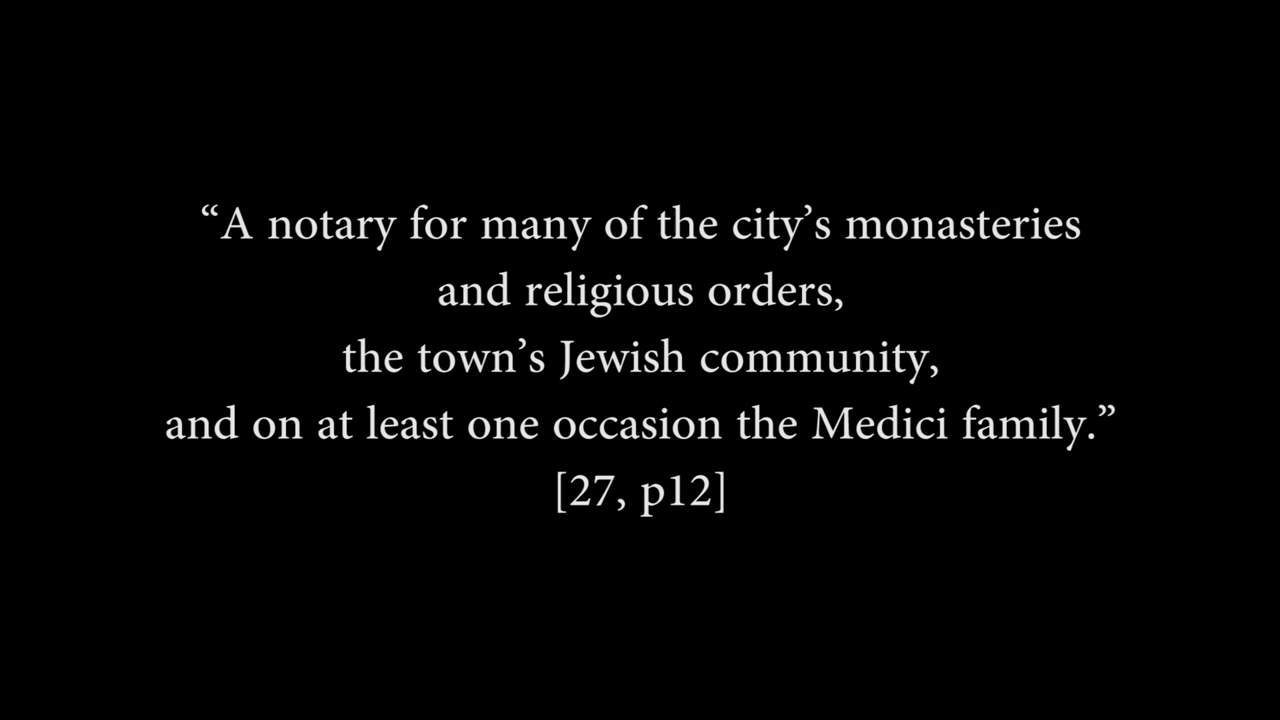 “A notary for many of the city’s monasteries
and religious orders,
the town’s Jewish community,
and on at least one occasion the Medici family.”
[27, p12]